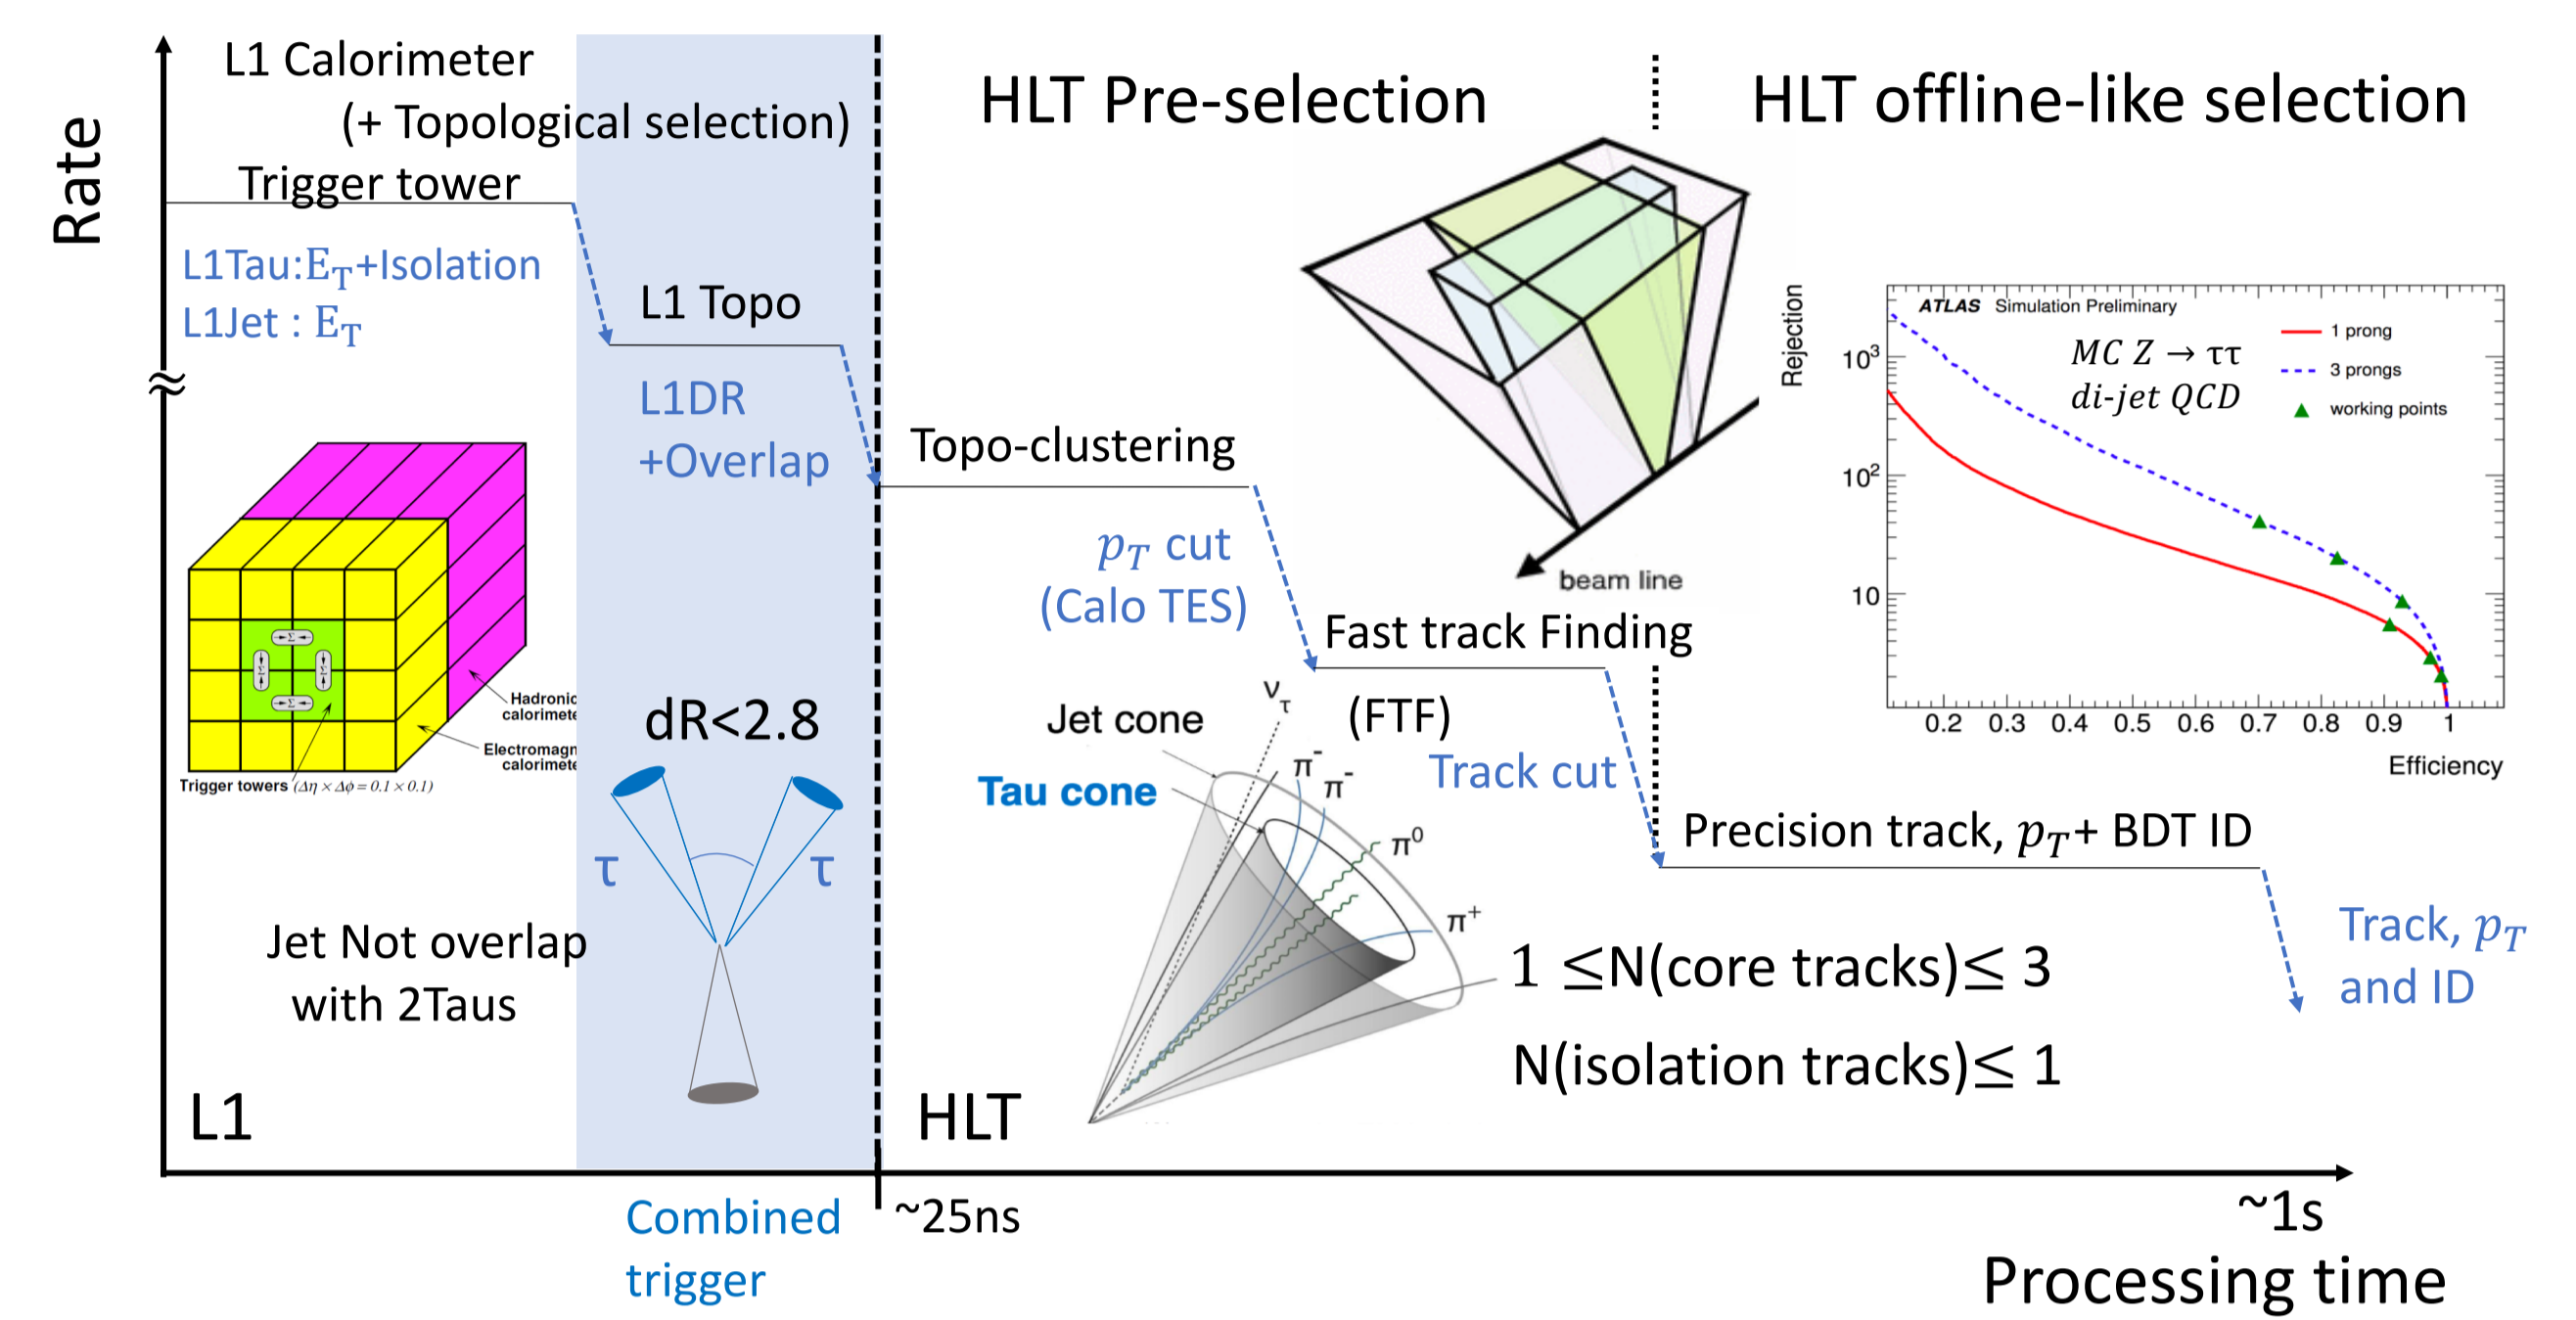 Rate
L1 Calorimeter
(+ Topological selection)
Trigger tower
L1Tau:E_T+Isolation
L1Jet : E_T
Hadronic
calorimete
Electromagn
calorimete
Trigger towers (Δη × Δϕ = 0.1 × 0.1)
Jet Not overlap
with 2Taus
L1
L1 Topo
L1DR
+Overlap
dR<2.8
τ τ
Combined
trigger
~25ns
HLT Pre-selection
Topo-clustering
p_T cut
(Calo TES)
beam line
Fast track Finding
(FTF)
Track cut
Jet cone
Tau cone
ν_τ
π⁻
π⁻
π⁰
π⁺
1 ≤N(core tracks)≤ 3
N(isolation tracks)≤ 1
HLT
HLT offline-like selection
Rejection
ATLAS Simulation Preliminary
MC Z → ττ
di-jet QCD
1 prong
3 prongs
working points
10³
10²
10
0.2 0.3 0.4 0.5 0.6 0.7 0.8 0.9 1
Efficiency
Precision track, p_T+ BDT ID
Track, p_T
and ID
~1s
Processing time